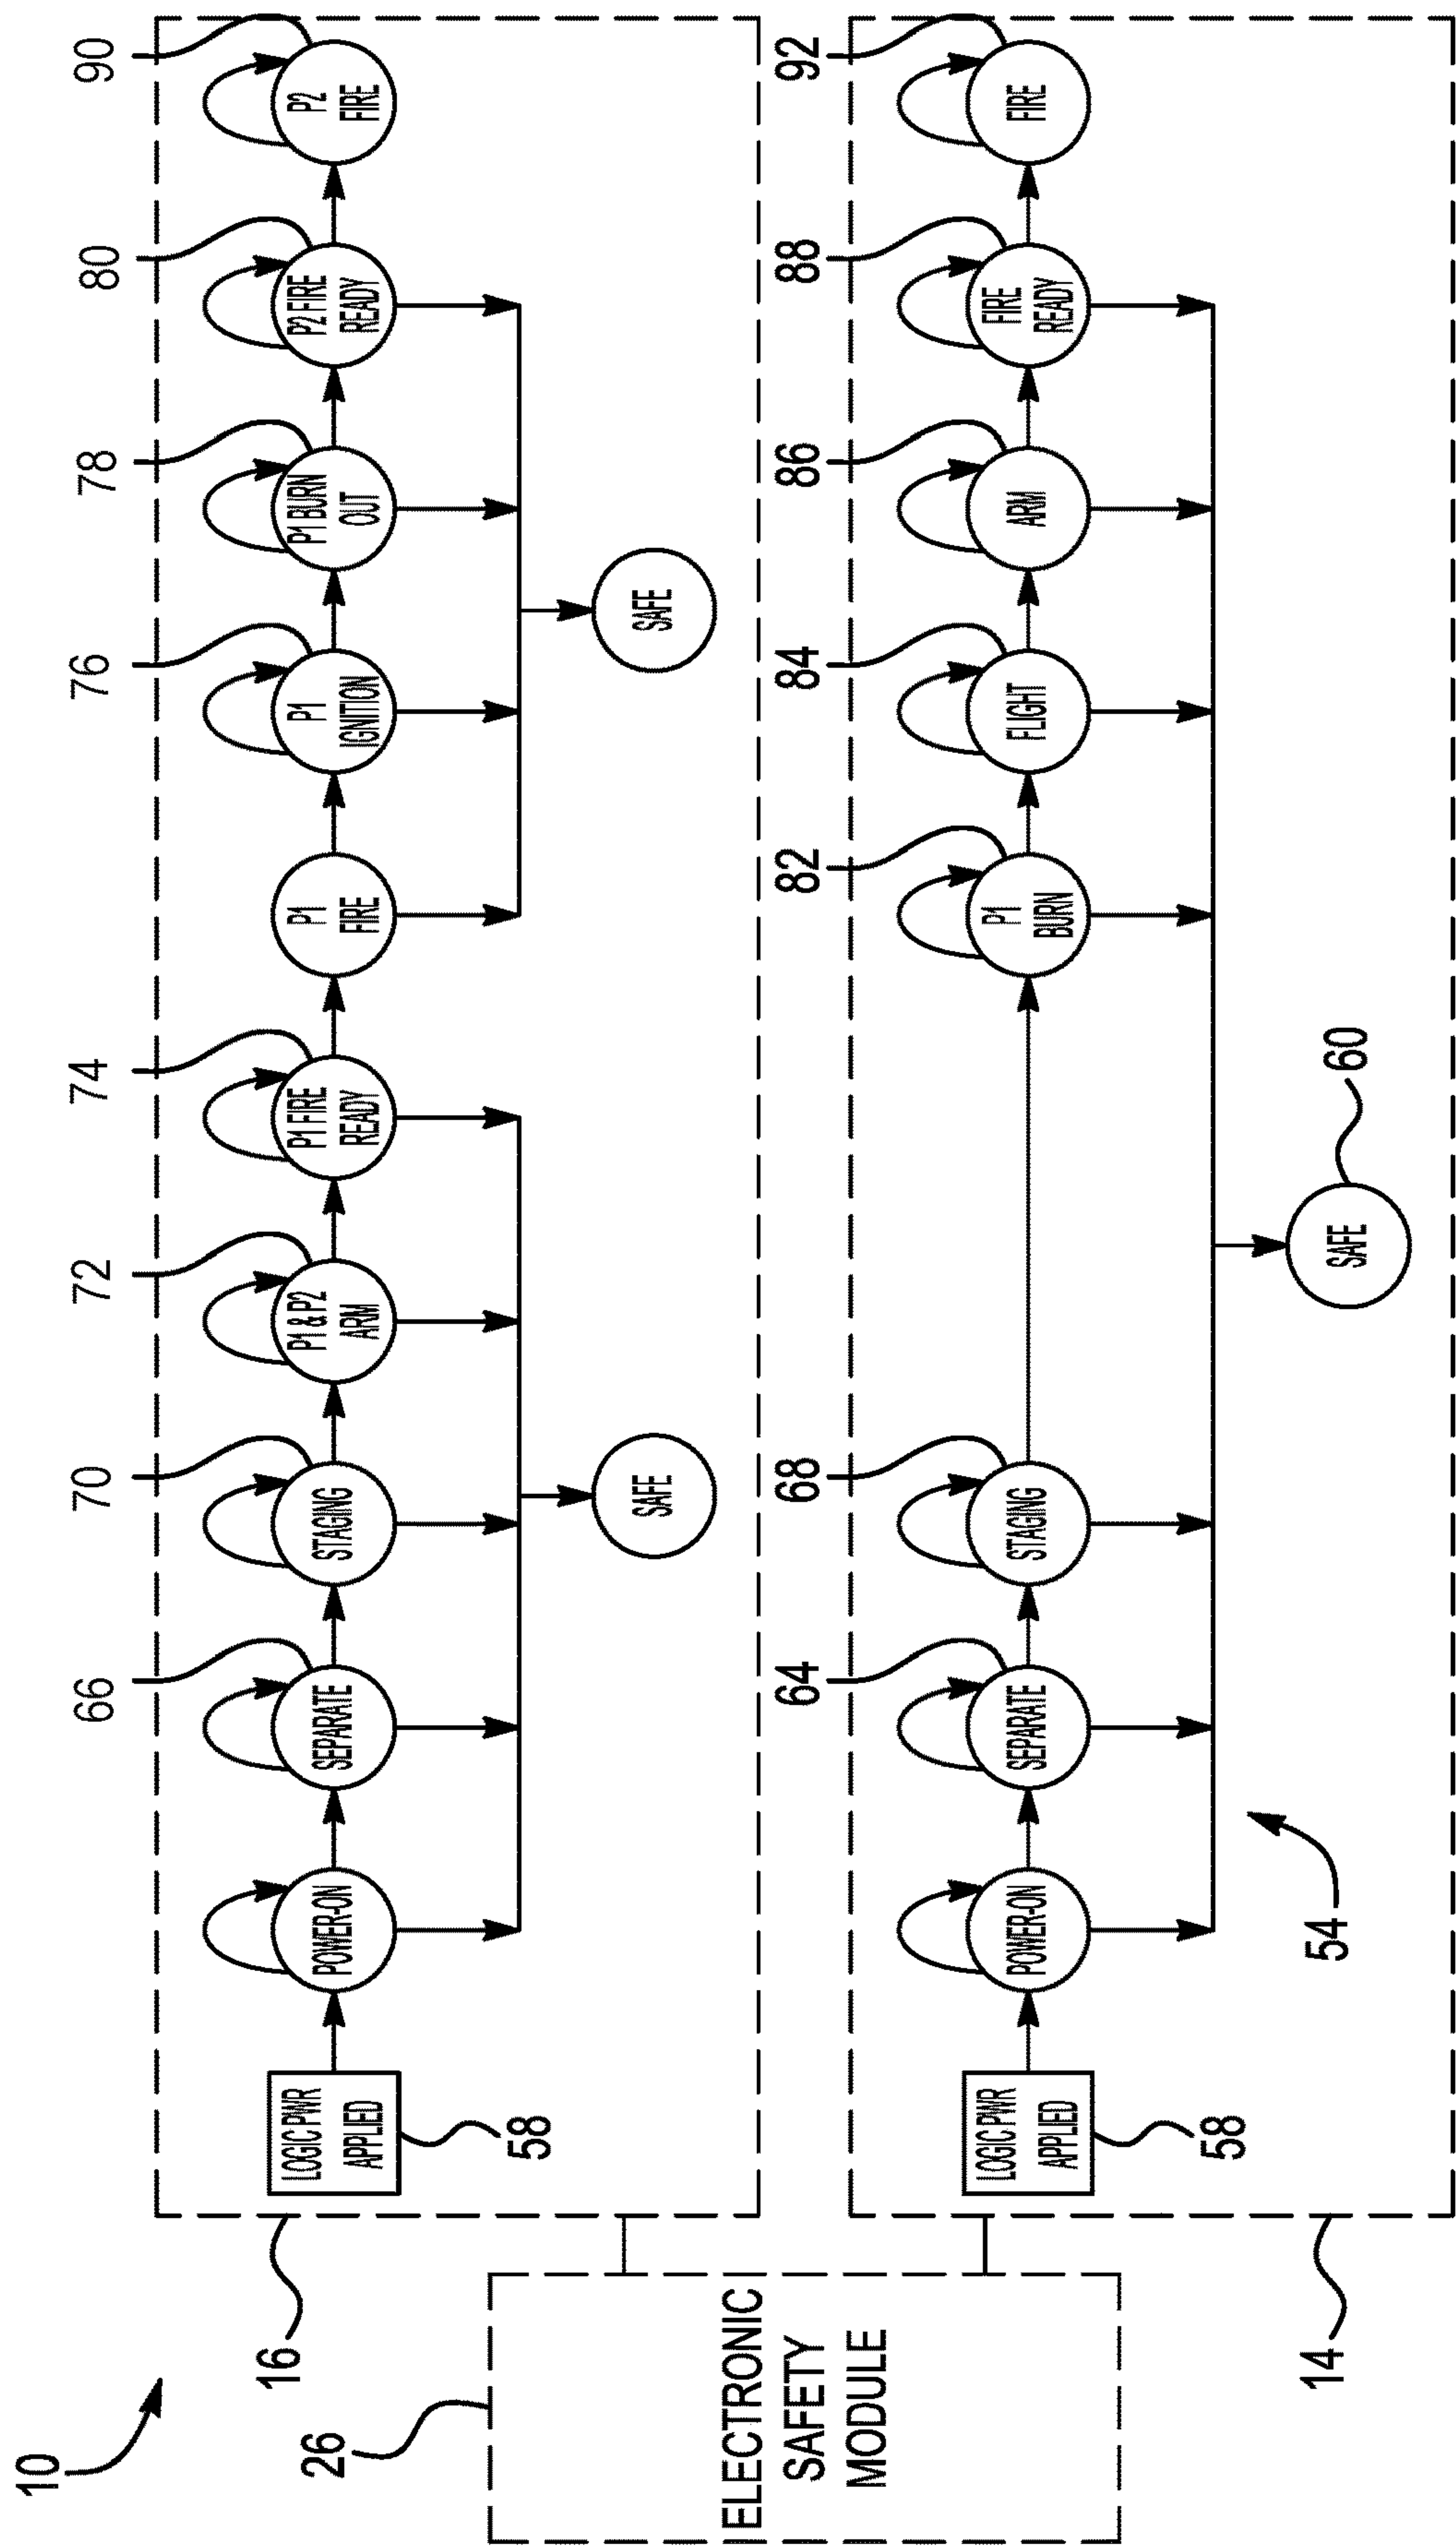 10
16
LOGIC PWR
APPLIED
58
POWER-ON
SEPARATE
66
STAGING
70
P1 & P2
ARM
72
P1 FIRE
READY
74
P1
FIRE
P1
IGNITION
76
P1 BURN
OUT
78
P2 FIRE
READY
80
P2
FIRE
90
SAFE
SAFE
26
ELECTRONIC
SAFETY
MODULE
14
LOGIC PWR
APPLIED
58
POWER-ON
SEPARATE
64
STAGING
68
P1
BURN
82
FLIGHT
84
ARM
86
FIRE
READY
88
FIRE
92
54
SAFE
60